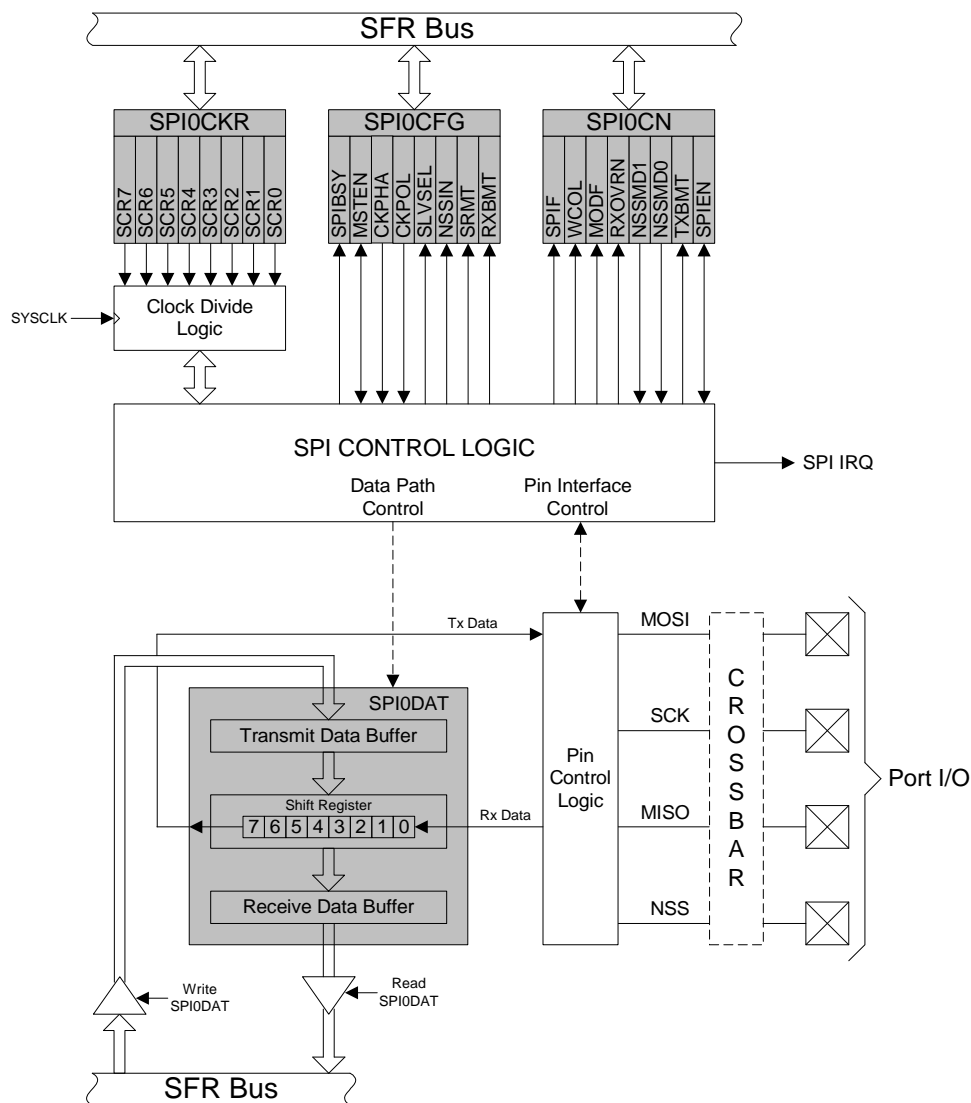 SFR Bus
SPI0CKR
SCR7
SCR6
SCR5
SCR4
SCR3
SCR2
SCR1
SCR0
SPI0CFG
SPIBSY
MSTEN
CKPHA
CKPOL
SLVSEL
NSSIN
SRMT
RXBMT
SPI0CN
SPIF
WCOL
MODF
RXOVRN
NSSMD1
NSSMD0
TXBMT
SPIEN
SYSCLK
Clock Divide
Logic
SPI CONTROL LOGIC
Data Path
Control
Pin Interface
Control
SPI IRQ
Tx Data
SPI0DAT
Transmit Data Buffer
Shift Register
7 6 5 4 3 2 1 0
Receive Data Buffer
Rx Data
Pin
Control
Logic
MOSI
SCK
MISO
NSS
CROSSBAR
Port I/O
Write
SPI0DAT
Read
SPI0DAT
SFR Bus